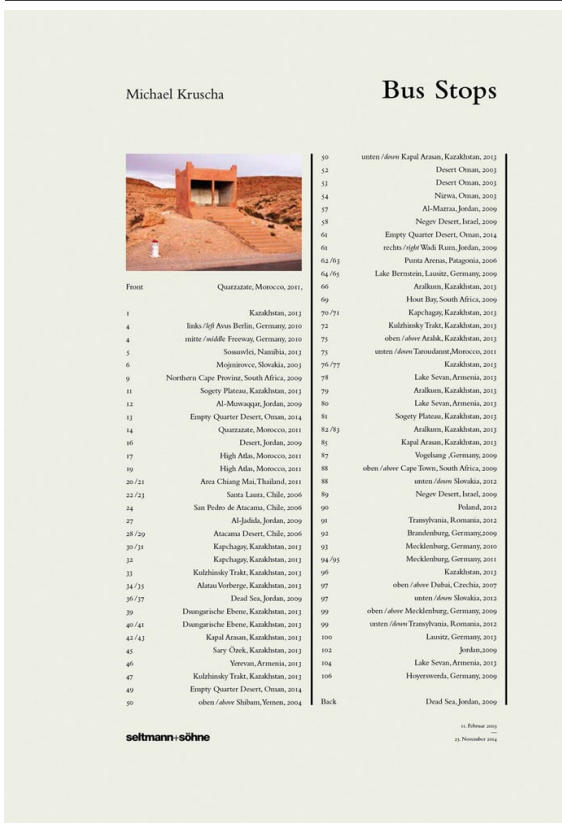 Michael Kruscha
Bus Stops
Front Quarzazate, Morocco, 2011,
1 Kazakhstan, 2013
4 links /left Avus Berlin, Germany, 2010
4 mitte /middle Freeway, Germany, 2010
5 Sossuvlei, Namibia, 2013
6 Mojmirovce, Slovakia, 2003
9 Northern Cape Provinz, South Africa, 2009
11 Sogety Plateau, Kazakhstan, 2013
12 Al-Muwaqqar, Jordan, 2009
13 Empty Quarter Desert, Oman, 2014
14 Quarzazate, Morocco, 2011
16 Desert, Jordan, 2009
17 High Atlas, Morocco, 2011
19 High Atlas, Morocco, 2011
20/21 Area Chiang Mai, Thailand, 2011
22/23 Santa Laura, Chile, 2006
24 San Pedro de Atacama, Chile, 2006
27 Al-Jadida, Jordan, 2009
28/29 Atacama Desert, Chile, 2006
30/31 Kapchagay, Kazakhstan, 2013
32 Kapchagay, Kazakhstan, 2013
33 Kulzhinsky Trakt, Kazakhstan, 2013
34/35 Alatau Vorberge, Kazakhstan, 2013
36/37 Dead Sea, Jordan, 2009
39 Dsungarische Ebene, Kazakhstan, 2013
40/41 Dsungarische Ebene, Kazakhstan, 2013
42/43 Kapal Arasan, Kazakhstan, 2013
45 Sary Özek, Kazakhstan, 2013
46 Yerevan, Armenia, 2013
47 Kulzhinsky Trakt, Kazakhstan, 2013
49 Empty Quarter Desert, Oman, 2014
50 oben /above Shibam, Yemen, 2004
50 unten /down Kapal Arasan, Kazakhstan, 2013
52 Desert Oman, 2003
53 Desert Oman, 2003
54 Nizwa, Oman, 2003
57 Al-Mazraa, Jordan, 2009
58 Negev Desert, Israel, 2009
61 Empty Quarter Desert, Oman, 2014
61 rechts /right Wadi Rum, Jordan, 2009
62/63 Punta Arenas, Patagonia, 2006
64/65 Lake Bernstein, Lausitz, Germany, 2009
66 Aralkum, Kazakhstan, 2013
69 Hout Bay, South Africa, 2009
70/71 Kapchagay, Kazakhstan, 2013
72 Kulzhinsky Trakt, Kazakhstan, 2013
75 oben /above Aralsk, Kazakhstan, 2013
75 unten /down Taroudannt, Morocco, 2011
76/77 Kazakhstan, 2013
78 Lake Sevan, Armenia, 2013
79 Aralkum, Kazakhstan, 2013
80 Lake Sevan, Armenia, 2013
81 Sogety Plateau, Kazakhstan, 2013
82/83 Aralkum, Kazakhstan, 2013
85 Kapal Arasan, Kazakhstan, 2013
87 Vogelsang ,Germany, 2009
88 oben /above Cape Town, South Africa, 2009
88 unten /down Slovakia, 2012
89 Negev Desert, Israel, 2009
90 Poland, 2012
91 Transylvania, Romania, 2012
92 Brandenburg, Germany,2009
93 Mecklenburg, Germany, 2010
94/95 Mecklenburg, Germany, 2011
96 Kazakhstan, 2013
97 oben /above Dubai, Czechia, 2007
97 unten /down Slovakia, 2012
99 oben /above Mecklenburg, Germany, 2009
99 unten /down Transylvania, Romania, 2012
100 Lausitz, Germany, 2013
102 Jordan,2009
104 Lake Sevan, Armenia, 2013
106 Hoyerswerda, Germany, 2009
Back Dead Sea, Jordan, 2009
seltmann+söhne
11. Februar 2015
—
23. November 2014